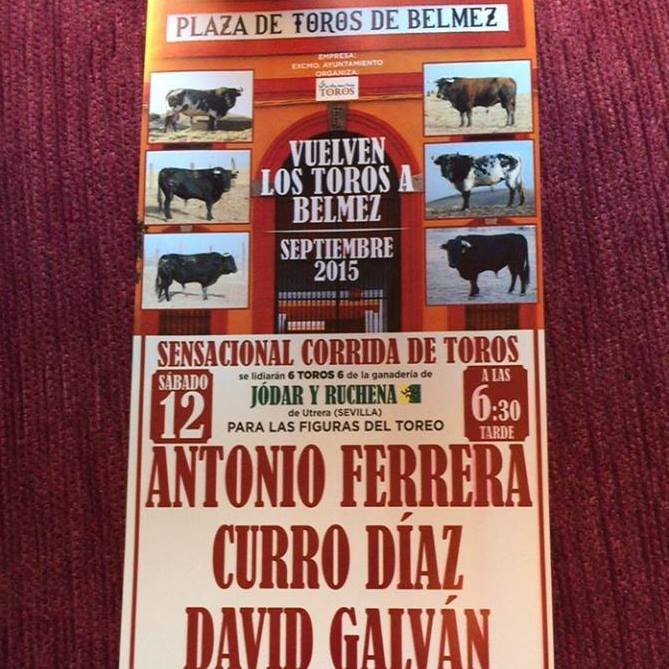 PLAZA DE TOROS DE BELMEZ
EMPRESA:
EXCMO. AYUNTAMIENTO
ORGANIZA:
TOROS
VUELVEN
LOS TOROS A
BELMEZ
SEPTIEMBRE
2015
SENSACIONAL CORRIDA DE TOROS
SÁBADO
12
se lidiarán 6 TOROS 6 de la ganadería de
JÓDAR Y RUCHENA
de Utrera (SEVILLA)
PARA LAS FIGURAS DEL TOREO
A LAS
6:30
TARDE
ANTONIO FERRERA
CURRO DÍAZ
DAVID GALVÁN